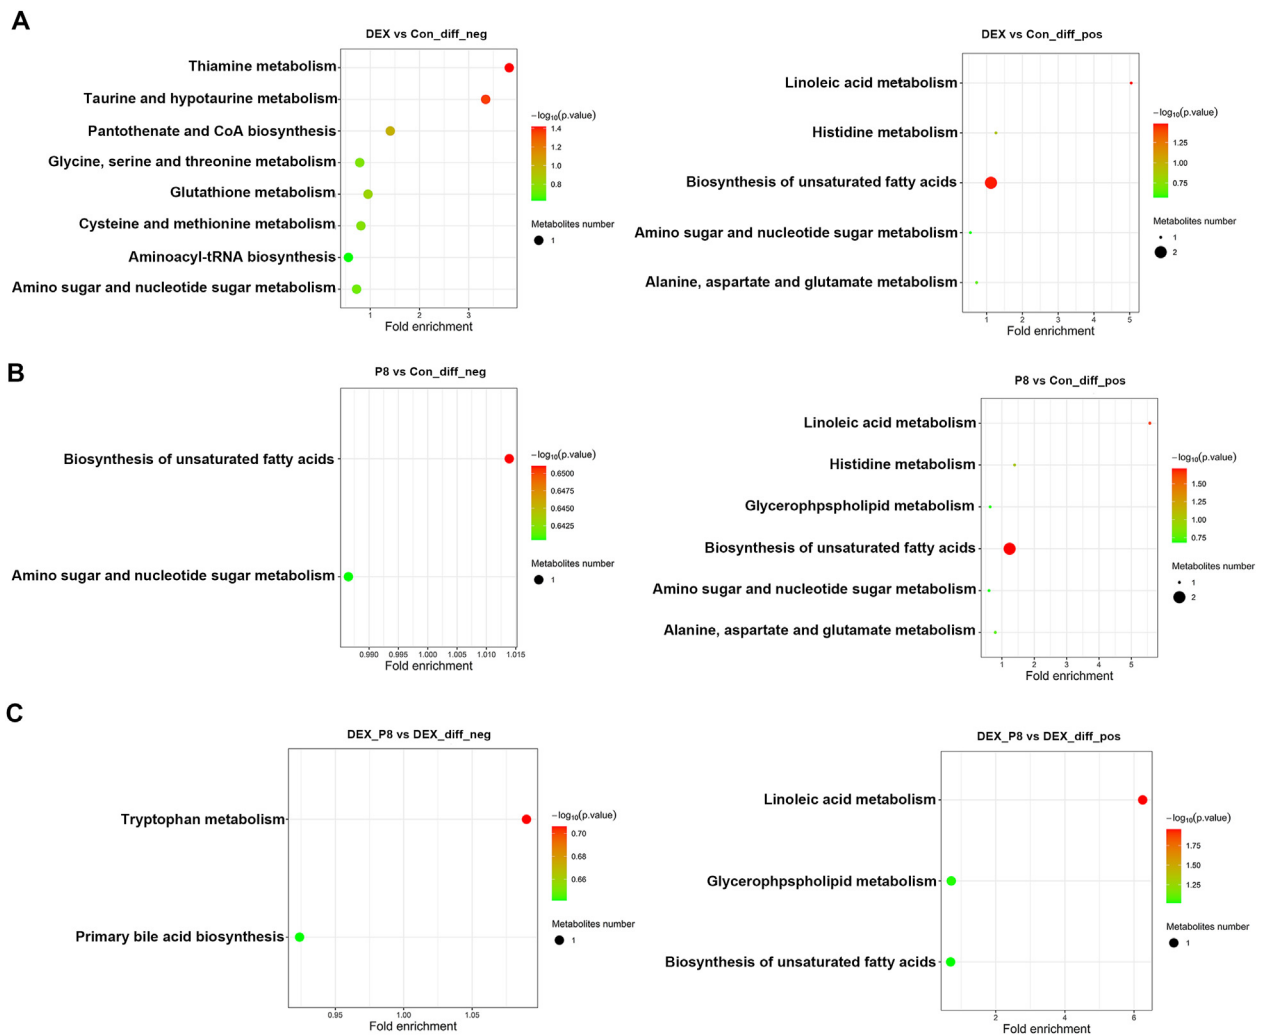 A
DEX vs Con_diff_neg
Thiamine metabolism
Taurine and hypotaurine metabolism
Pantothenate and CoA biosynthesis
Glycine, serine and threonine metabolism
Glutathione metabolism
Cysteine and methionine metabolism
Aminoacyl-tRNA biosynthesis
Amino sugar and nucleotide sugar metabolism
1 2 3
Fold enrichment
−log10(p.value)
1.4
1.2
1.0
0.8
Metabolites number
1
DEX vs Con_diff_pos
Linoleic acid metabolism
Histidine metabolism
Biosynthesis of unsaturated fatty acids
Amino sugar and nucleotide sugar metabolism
Alanine, aspartate and glutamate metabolism
1 2 3 4 5
Fold enrichment
−log10(p.value)
1.25
1.00
0.75
Metabolites number
1
2
B
P8 vs Con_diff_neg
Biosynthesis of unsaturated fatty acids
Amino sugar and nucleotide sugar metabolism
0.990 0.995 1.000 1.005 1.010 1.015
Fold enrichment
−log10(p.value)
0.6500
0.6475
0.6450
0.6425
Metabolites number
1
P8 vs Con_diff_pos
Linoleic acid metabolism
Histidine metabolism
Glycerophpspholipid metabolism
Biosynthesis of unsaturated fatty acids
Amino sugar and nucleotide sugar metabolism
Alanine, aspartate and glutamate metabolism
1 2 3 4 5
Fold enrichment
−log10(p.value)
1.50
1.25
1.00
0.75
Metabolites number
1
2
C
DEX_P8 vs DEX_diff_neg
Tryptophan metabolism
Primary bile acid biosynthesis
0.95 1.00 1.05
Fold enrichment
−log10(p.value)
0.70
0.68
0.66
Metabolites number
1
DEX_P8 vs DEX_diff_pos
Linoleic acid metabolism
Glycerophpspholipid metabolism
Biosynthesis of unsaturated fatty acids
2 4 6
Fold enrichment
−log10(p.value)
1.75
1.50
1.25
Metabolites number
1